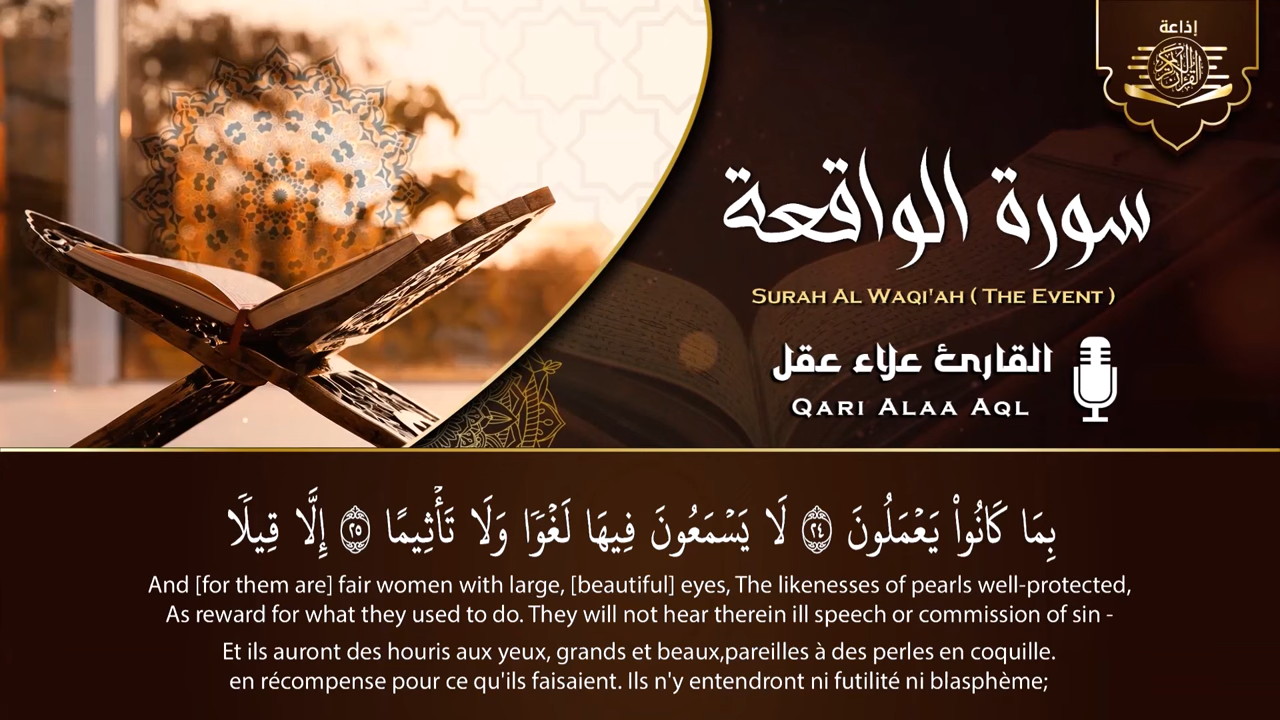 إذاعة
القرآن الكريم
سورة الواقعة
SURAH AL WAQI'AH ( THE EVENT )
القارئ علاء عقل
QARI ALAA AQL
بِمَا كَانُوا۟ يَعْمَلُونَ ٢٤ لَا يَسْمَعُونَ فِيهَا لَغْوًا وَلَا تَأْثِيمًا ٢٥ إِلَّا قِيلًا
And [for them are] fair women with large, [beautiful] eyes, The likenesses of pearls well-protected,
As reward for what they used to do. They will not hear therein ill speech or commission of sin -
Et ils auront des houris aux yeux, grands et beaux,pareilles à des perles en coquille.
en récompense pour ce qu'ils faisaient. Ils n'y entendront ni futilité ni blasphème;